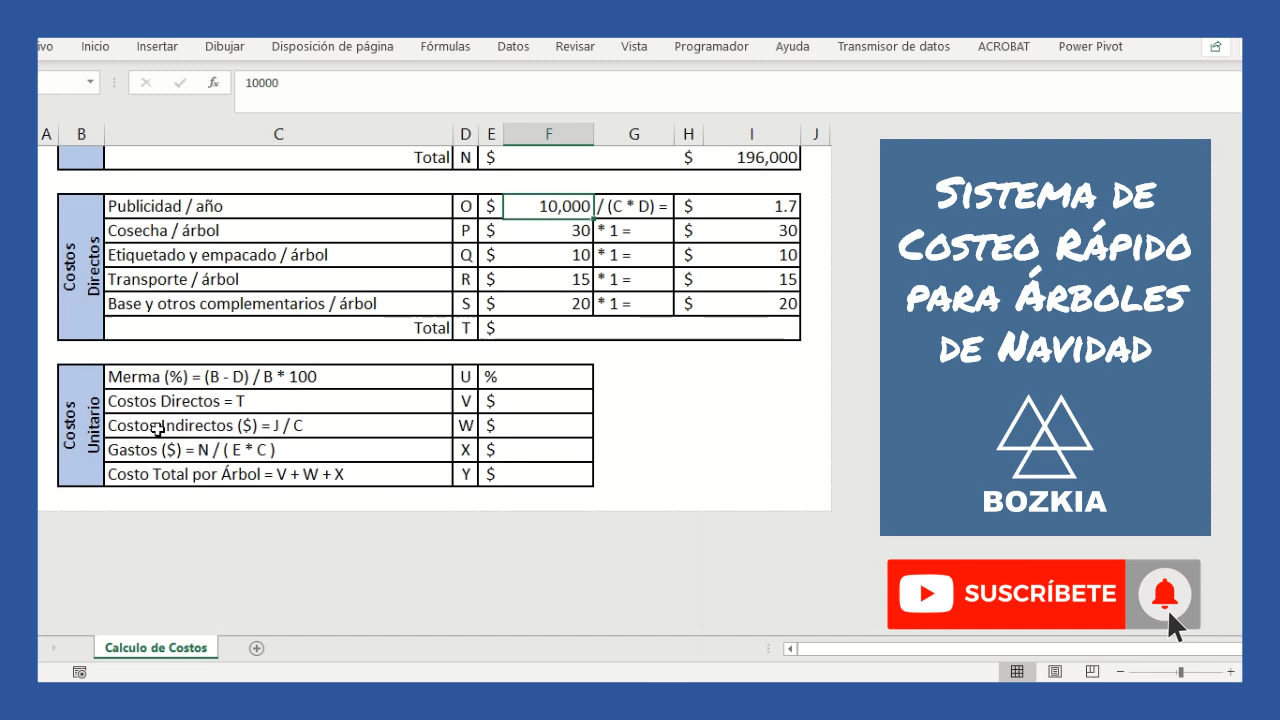 ivo Inicio Insertar Dibujar Disposición de página Fórmulas Datos Revisar Vista Programador Ayuda Transmisor de datos ACROBAT Power Pivot
fx 10000
A B C D E F G H I J
Total N $ $ 196,000
Costos Directos
Publicidad / año O $ 10,000 / (C * D) = $ 1.7
Cosecha / árbol P $ 30 * 1 = $ 30
Etiquetado y empacado / árbol Q $ 10 * 1 = $ 10
Transporte / árbol R $ 15 * 1 = $ 15
Base y otros complementarios / árbol S $ 20 * 1 = $ 20
Total T $
Costos Unitario
Merma (%) = (B - D) / B * 100 U %
Costos Directos = T V $
Costos Indirectos ($) = J / C W $
Gastos ($) = N / ( E * C ) X $
Costo Total por Árbol = V + W + X Y $
Calculo de Costos
Sistema de
Costeo Rápido
para Árboles
de Navidad
BOZKIA
SUSCRÍBETE